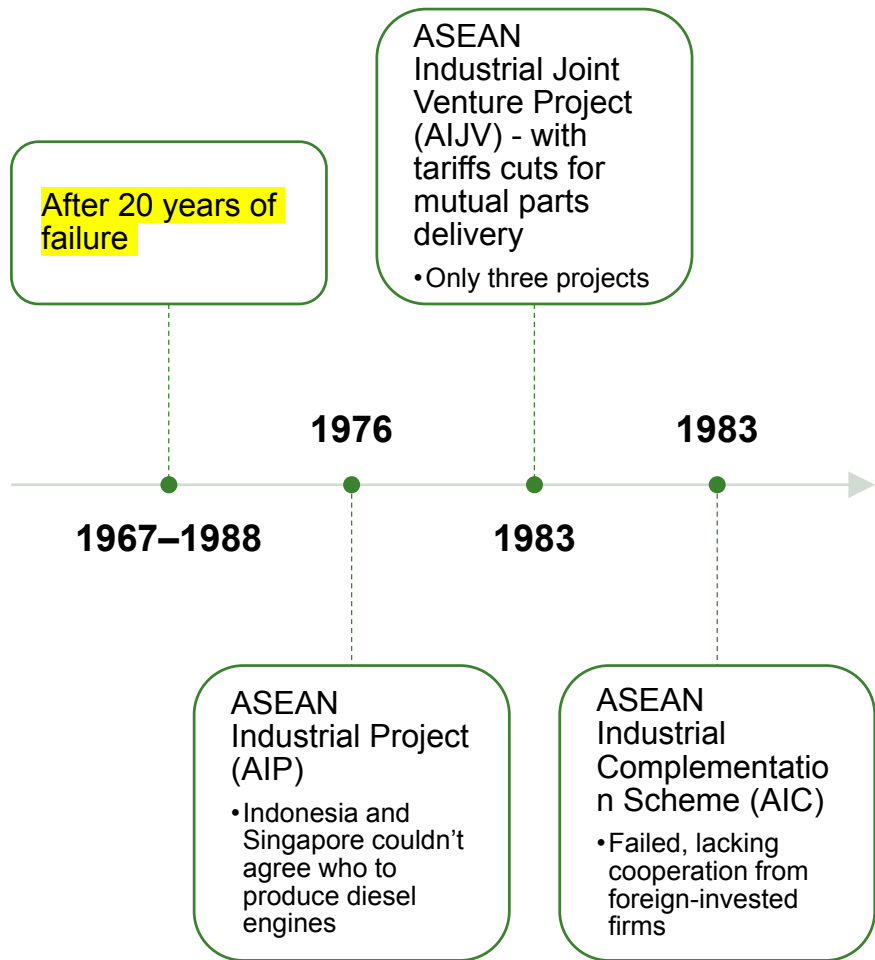 After 20 years of
failure
1967–1988
1976
ASEAN
Industrial Project
(AIP)
•Indonesia and
Singapore couldn’t
agree who to
produce diesel
engines
ASEAN
Industrial Joint
Venture Project
(AIJV) - with
tariffs cuts for
mutual parts
delivery
•Only three projects
1983
1983
ASEAN
Industrial
Complementatio
n Scheme (AIC)
•Failed, lacking
cooperation from
foreign-invested
firms